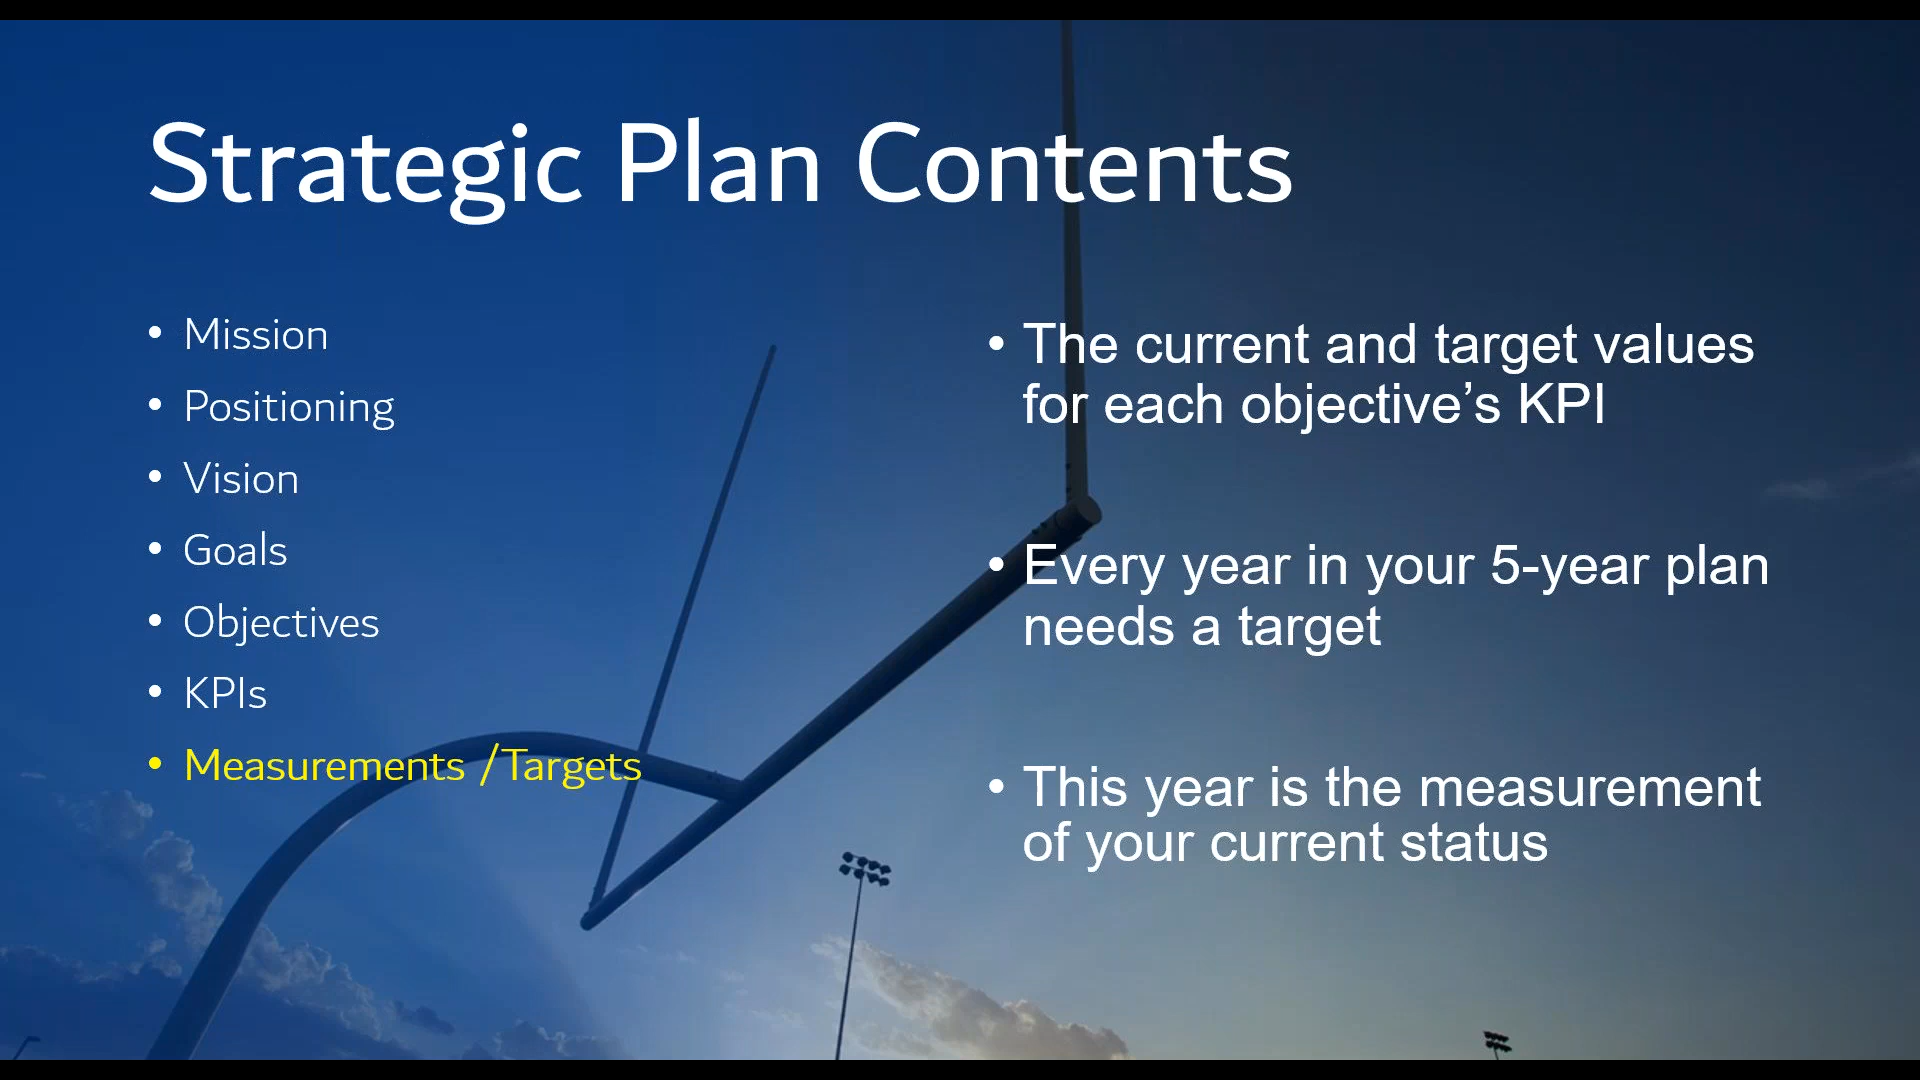 Strategic Plan Contents
• Mission
• Positioning
• Vision
• Goals
• Objectives
• KPIs
• Measurements /Targets
• The current and target values
for each objective’s KPI
• Every year in your 5-year plan
needs a target
• This year is the measurement
of your current status